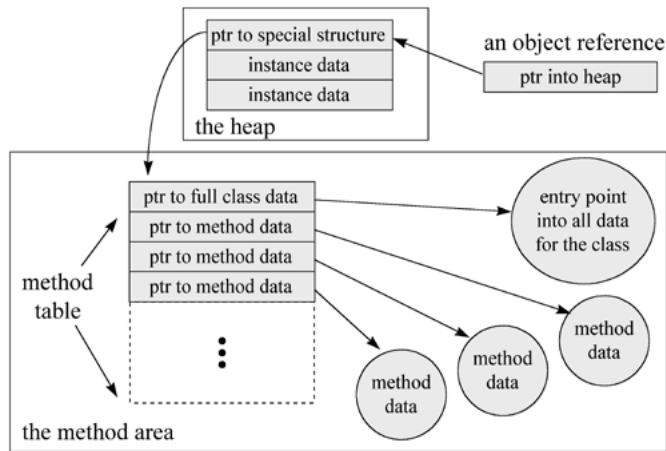 ptr to special structure
instance data
instance data
the heap
an object reference
ptr into heap
ptr to full class data
ptr to method data
ptr to method data
ptr to method data
method
table
entry point
into all data
for the class
method
data
method
data
method
data
the method area